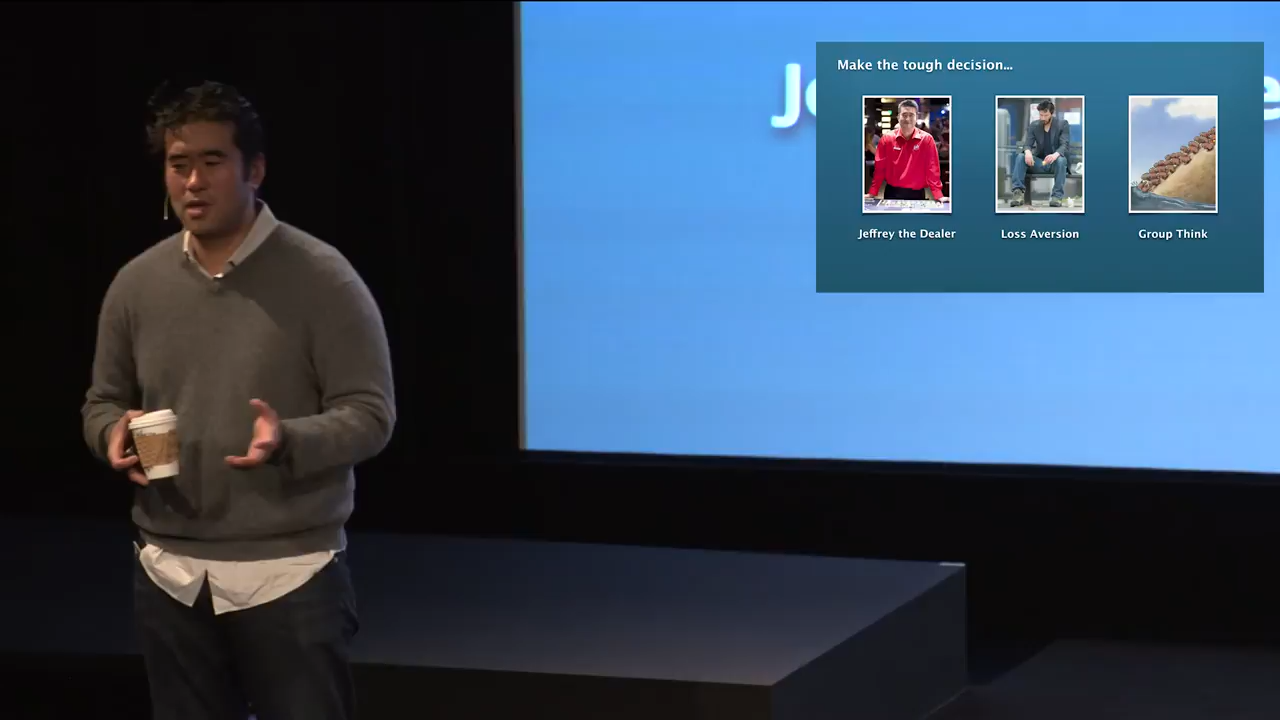 Make the tough decision...
Jeffrey the Dealer
Loss Aversion
Group Think